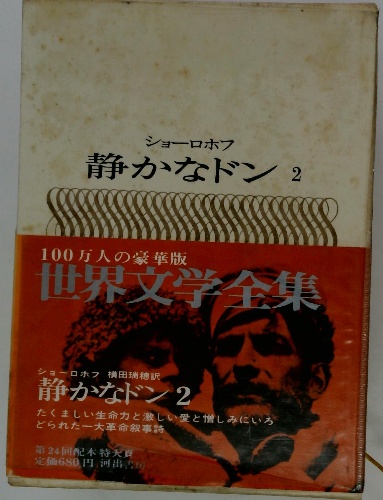 ショーロホフ
静かなドン 2
100万人の豪華版
世界文学全集
ショーロホフ 横田瑞穂訳
静かなドン 2
たくましい生命力と激しい愛と憎しみにいろ
どられた一大革命叙事詩
第24回配本 特大頁
定価680円 河出書房